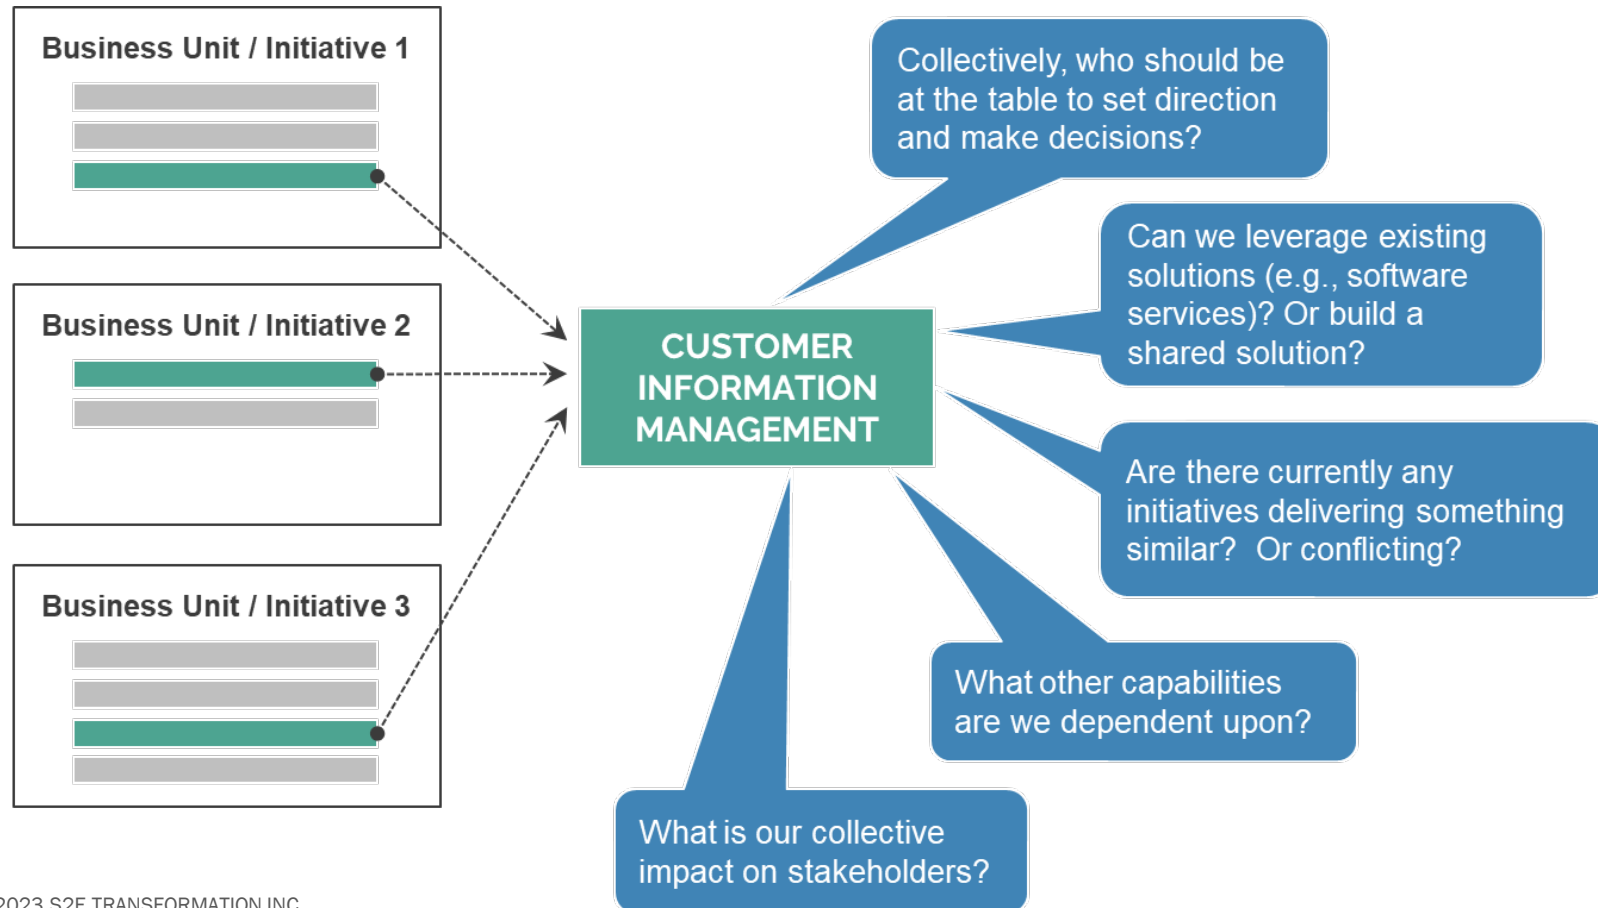 Business Unit / Initiative 1
Business Unit / Initiative 2
Business Unit / Initiative 3
CUSTOMER
INFORMATION
MANAGEMENT
Collectively, who should be
at the table to set direction
and make decisions?
Can we leverage existing
solutions (e.g., software
services)? Or build a
shared solution?
Are there currently any
initiatives delivering something
similar?  Or conflicting?
What other capabilities
are we dependent upon?
What is our collective
impact on stakeholders?
2023 S2E TRANSFORMATION INC